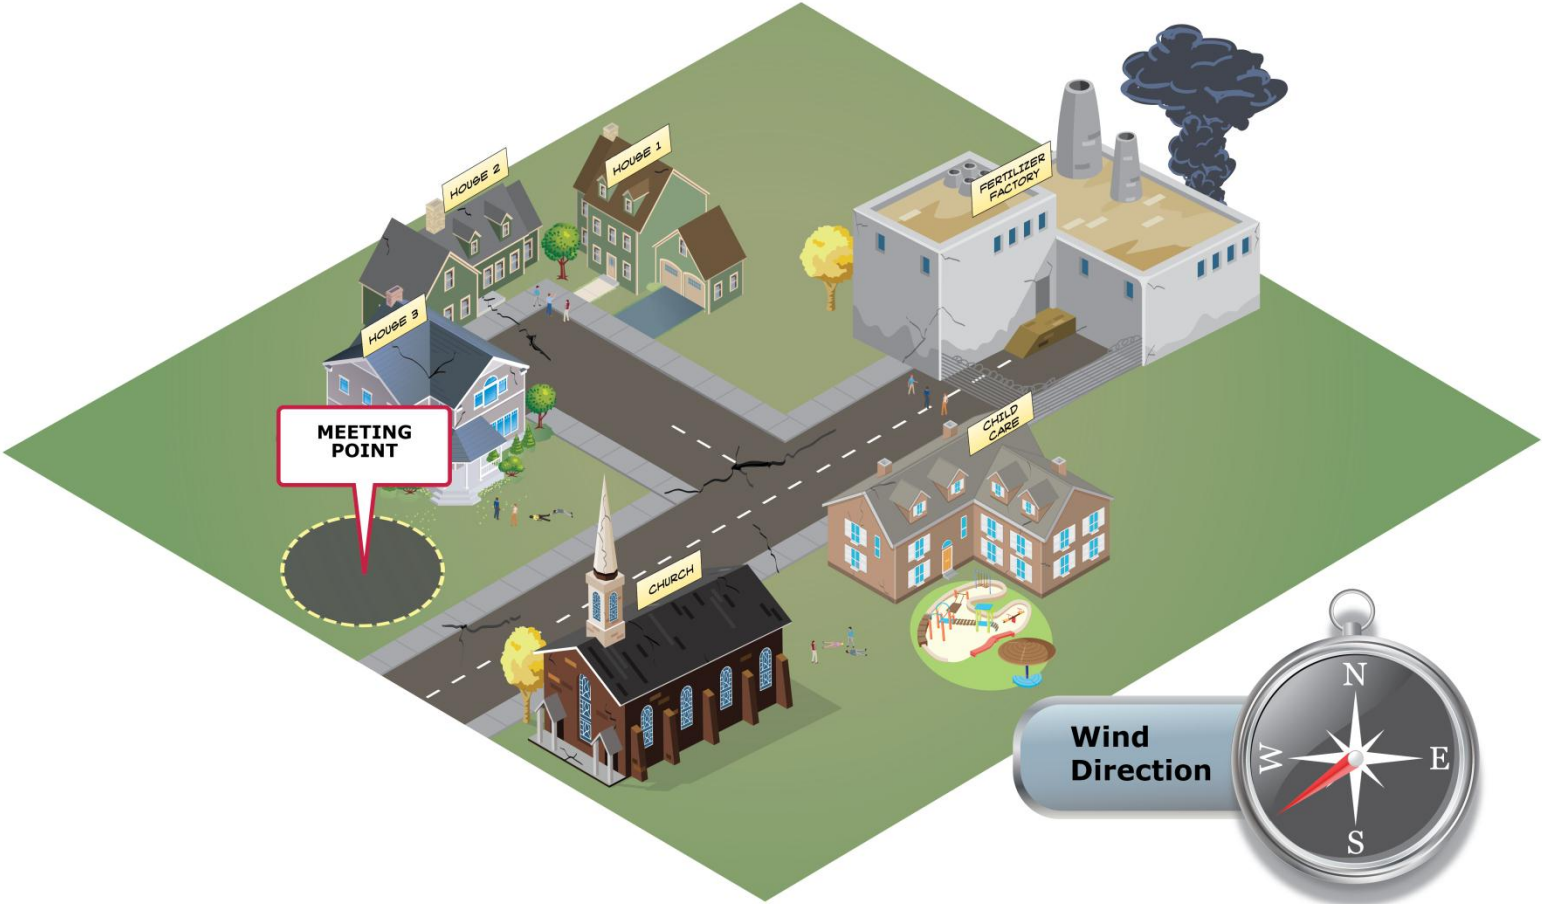 HOUSE 1
HOUSE 2
FERTILIZER
FACTORY
HOUSE 3
MEETING
POINT
CHILD
CARE
CHURCH
Wind
Direction
N
W
E
S